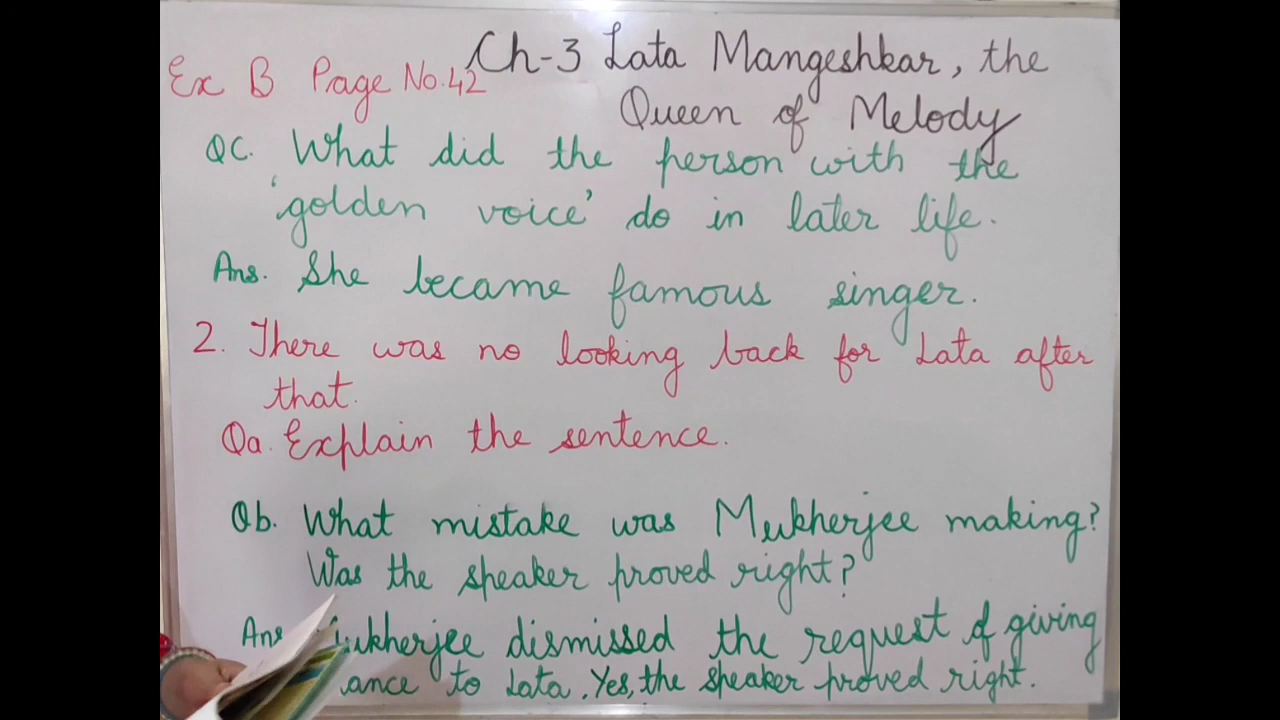 Ch-3 Lata Mangeshkar, the
Ex B Page No.42
Queen of Melody
QC. What did the person with the
'golden voice' do in later life.
Ans. She became famous singer.
2. There was no looking back for Lata after
that.
Qa. Explain the sentence.
Qb. What mistake was Mukherjee making?
Was the speaker proved right?
Ans dismissed the request of giving
to Lata. Yes, the speaker proved right.